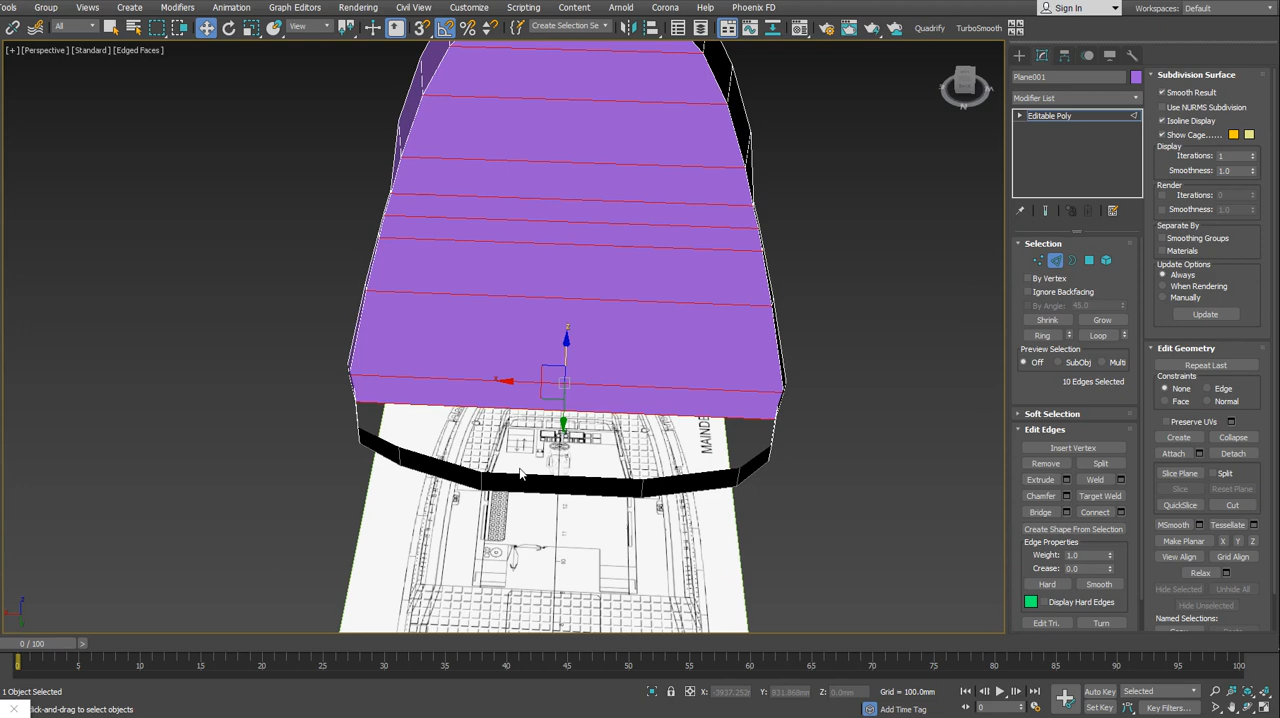 Tools Group Views Create Modifiers Animation Graph Editors Rendering Civil View Customize Scripting Content Arnold Corona Help Phoenix FD Sign In Workspaces: Default
All View Create Selection Se Quadrify TurboSmooth
[+] [Perspective] [Standard] [Edged Faces]
Plane001
Modifier List
Editable Poly
Selection
By Vertex
Ignore Backfacing
By Angle: 45.0
Shrink Grow
Ring Loop
Preview Selection
Off SubObj Multi
10 Edges Selected
Soft Selection
Edit Edges
Insert Vertex
Remove Split
Extrude Weld
Chamfer Target Weld
Bridge Connect
Create Shape From Selection
Edge Properties
Weight: 1.0
Crease: 0.0
Hard Smooth
Display Hard Edges
Edit Tri. Turn
Subdivision Surface
Smooth Result
Use NURMS Subdivision
Isoline Display
Show Cage......
Display
Iterations: 1
Smoothness: 1.0
Render
Iterations: 0
Smoothness: 1.0
Separate By
Smoothing Groups
Materials
Update Options
Always
When Rendering
Manually
Update
Edit Geometry
Repeat Last
Constraints
None Edge
Face Normal
Preserve UVs
Create Collapse
Attach Detach
Slice Plane Split
Slice Reset Plane
QuickSlice Cut
MSmooth Tessellate
Make Planar X Y Z
View Align Grid Align
Relax
Hide Selected Unhide All
Hide Unselected
Named Selections:
MAINDE
0 / 100
0 5 10 15 20 25 30 35 40 45 50 55 60 65 70 75 80 85 90 95 100
1 Object Selected
X: -3937.252m Y: 831.868mm Z: 0.0mm Grid = 100.0mm
Auto Key Selected
ick-and-drag to select objects
Add Time Tag
0
Set Key Key Filters...